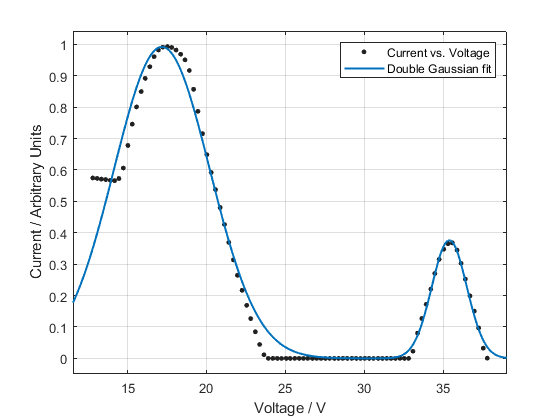 Current vs. Voltage
Double Gaussian fit
Current / Arbitrary Units
1
0.9
0.8
0.7
0.6
0.5
0.4
0.3
0.2
0.1
0
15 20 25 30 35
Voltage / V